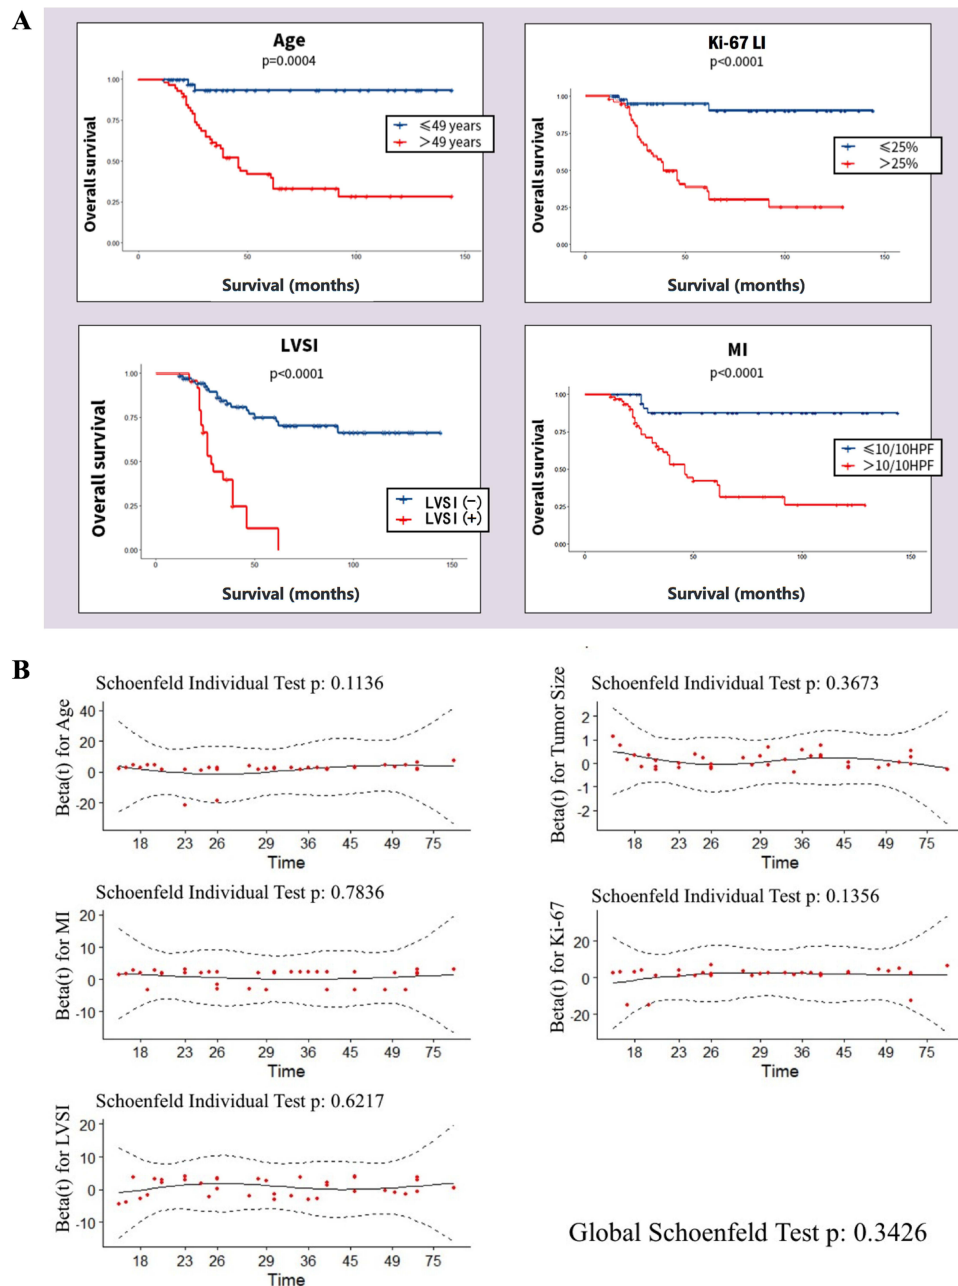 A
Age
p=0.0004
1.00
0.75
0.50
0.25
0.00
0
100
150
Overall survival
Survival (months)
≤49 years
>49 years
Ki-67 LI
p<0.0001
1.00
0.75
0.50
0.25
0.00
0
50
100
150
Overall survival
Survival (months)
≤25%
>25%
LVSI
p<0.0001
1.00
0.75
0.50
0.25
0.00
0
50
100
150
Overall survival
Survival (months)
LVSI (−)
LVSI (+)
MI
p<0.0001
1.00
0.75
0.50
0.25
0.00
0
50
100
150
Overall survival
Survival (months)
≤10/10HPF
>10/10HPF
B
Schoenfeld Individual Test p: 0.1136
Beta(t) for Age
40
20
0
-20
18 23 26 29 36 45 49 75
Time
Schoenfeld Individual Test p: 0.3673
Beta(t) for Tumor Size
2
1
0
-1
-2
18 23 26 29 36 45 49 75
Time
Schoenfeld Individual Test p: 0.7836
Beta(t) for MI
20
10
0
-10
18 23 26 29 36 45 49 75
Time
Schoenfeld Individual Test p: 0.1356
Beta(t) for Ki-67
20
0
-20
18 23 26 29 36 45 49 75
Time
Schoenfeld Individual Test p: 0.6217
Beta(t) for LVSI
20
10
0
-10
18 23 26 29 36 45 49 75
Time
Global Schoenfeld Test p: 0.3426